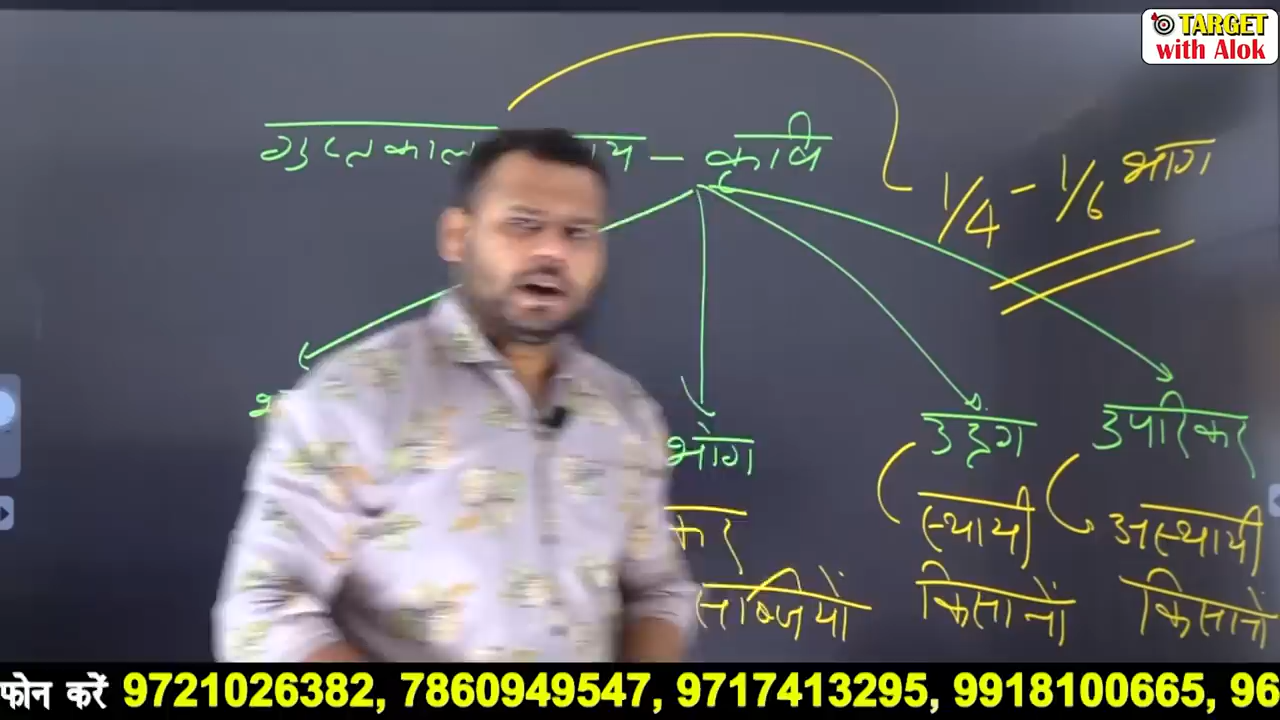 TARGET
with Alok
गुप्तकाल य – कृषि
1/4 – 1/6 भाग
भोग
उद्रंग
उपरिकर
कर
सब्जियों
स्थायी
किसानों
अस्थायी
किसानों
फोन करें 9721026382, 7860949547, 9717413295, 9918100665, 96